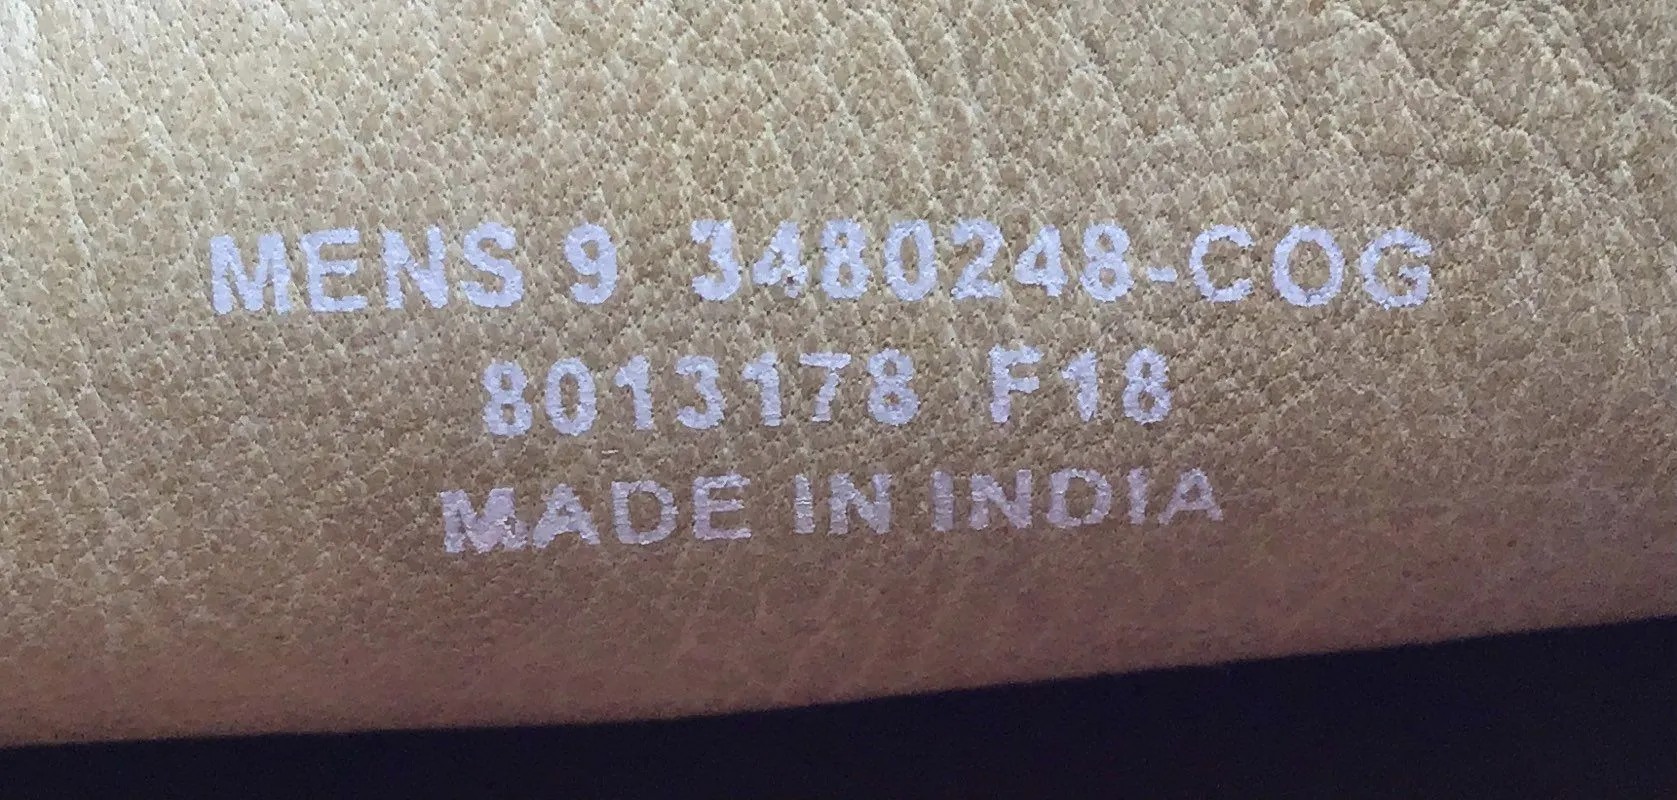 MENS 9 3480248-COG
8013178 F18
MADE IN INDIA